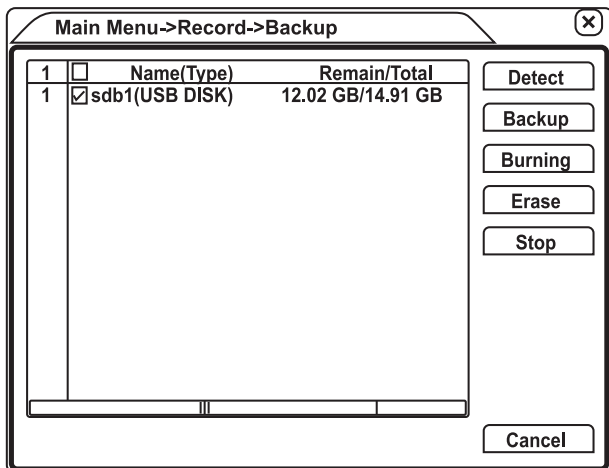 Main Menu->Record->Backup
1 Name(Type) Remain/Total
1 sdb1(USB DISK) 12.02 GB/14.91 GB
Detect
Backup
Burning
Erase
Stop
Cancel